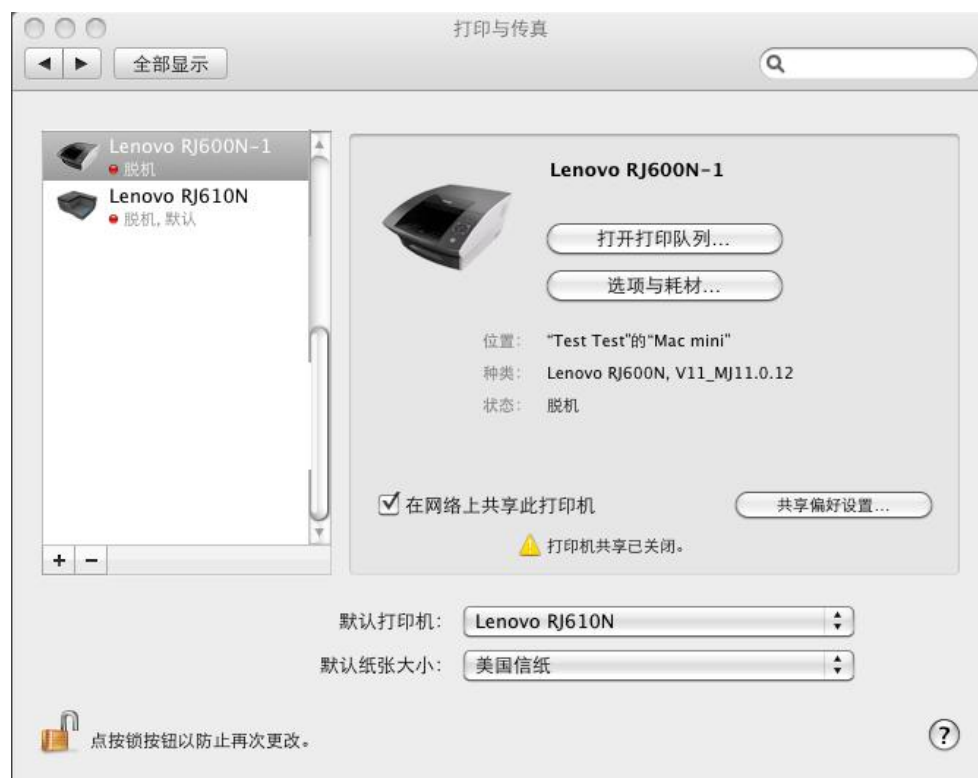 打印与传真
全部显示
Lenovo RJ600N-1
脱机
Lenovo RJ610N
脱机, 默认
Lenovo RJ600N-1
打开打印队列...
选项与耗材...
位置: “Test Test”的“Mac mini”
种类: Lenovo RJ600N, V11_MJ11.0.12
状态: 脱机
在网络上共享此打印机
共享偏好设置...
打印机共享已关闭。
+ −
默认打印机: Lenovo RJ610N
默认纸张大小: 美国信纸
点按锁按钮以防止再次更改。
?